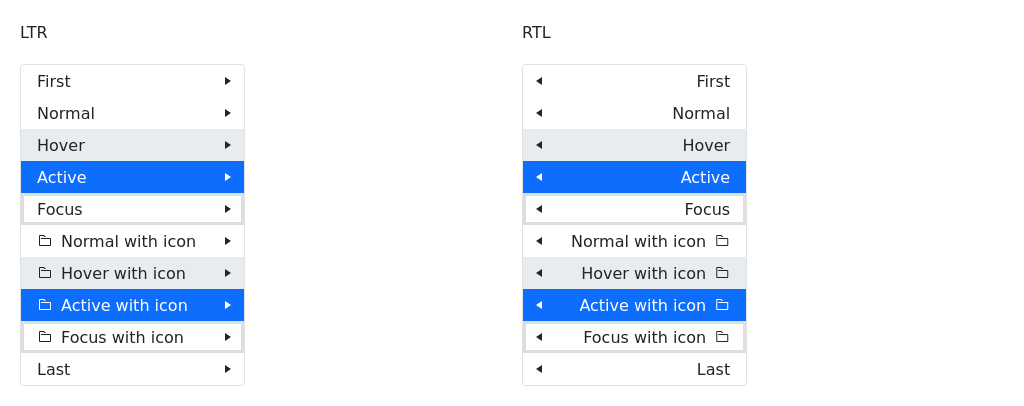 LTR
First
Normal
Hover
Active
Focus
Normal with icon
Hover with icon
Active with icon
Focus with icon
Last
RTL
First
Normal
Hover
Active
Focus
Normal with icon
Hover with icon
Active with icon
Focus with icon
Last